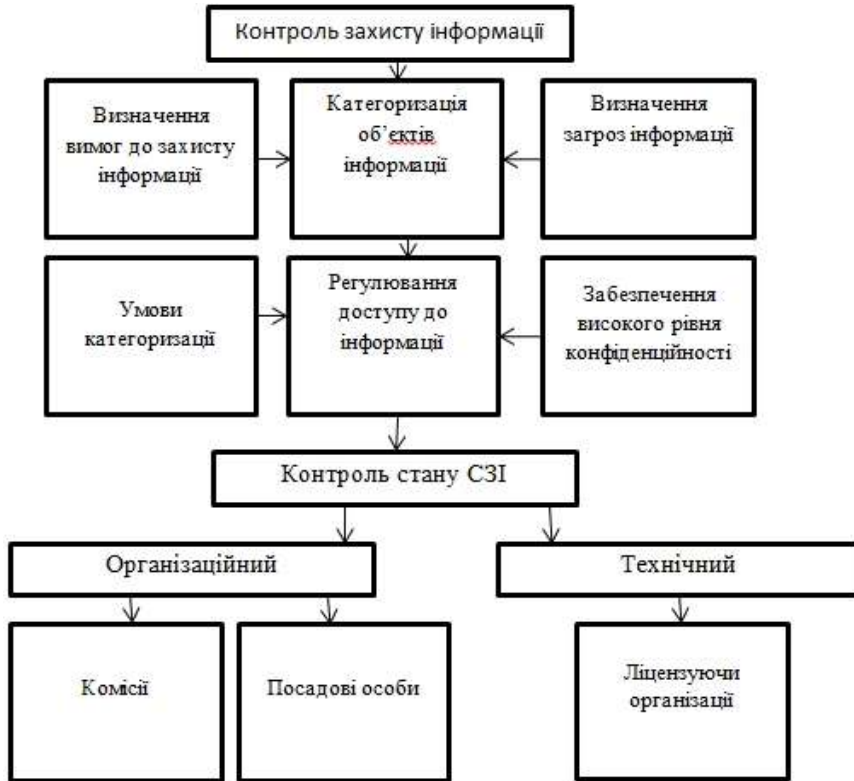 Контроль захисту інформації
Визначення
вимог до захисту
інформації
Категоризація
об’єктів
інформації
Визначення
загроз інформації
Умови
категоризації
Регулювання
доступу до
інформації
Забезпечення
високого рівня
конфіденційності
Контроль стану СЗІ
Організаційний
Технічний
Комісії
Посадові особи
Ліцензуючи
організації